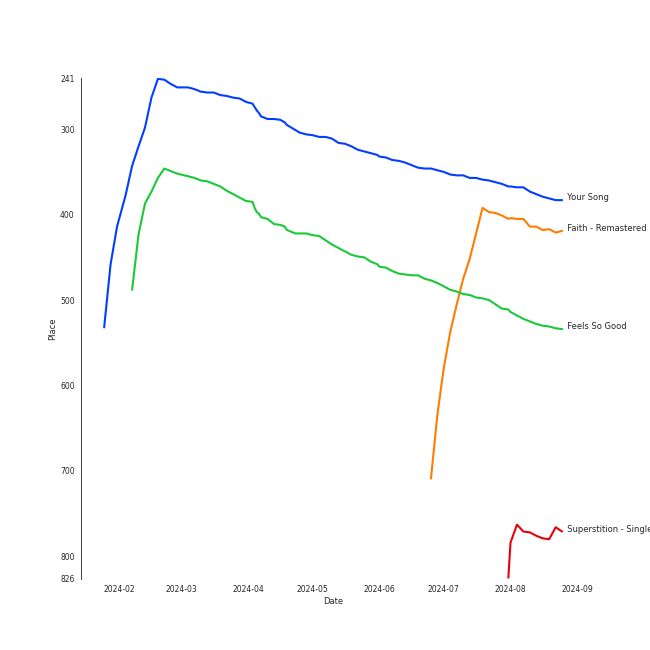 241
300
400
500
600
700
800
826
Place
2024-02 2024-03 2024-04 2024-05 2024-06 2024-07 2024-08 2024-09
Date
Your Song
Faith - Remastered
Feels So Good
Superstition - Single